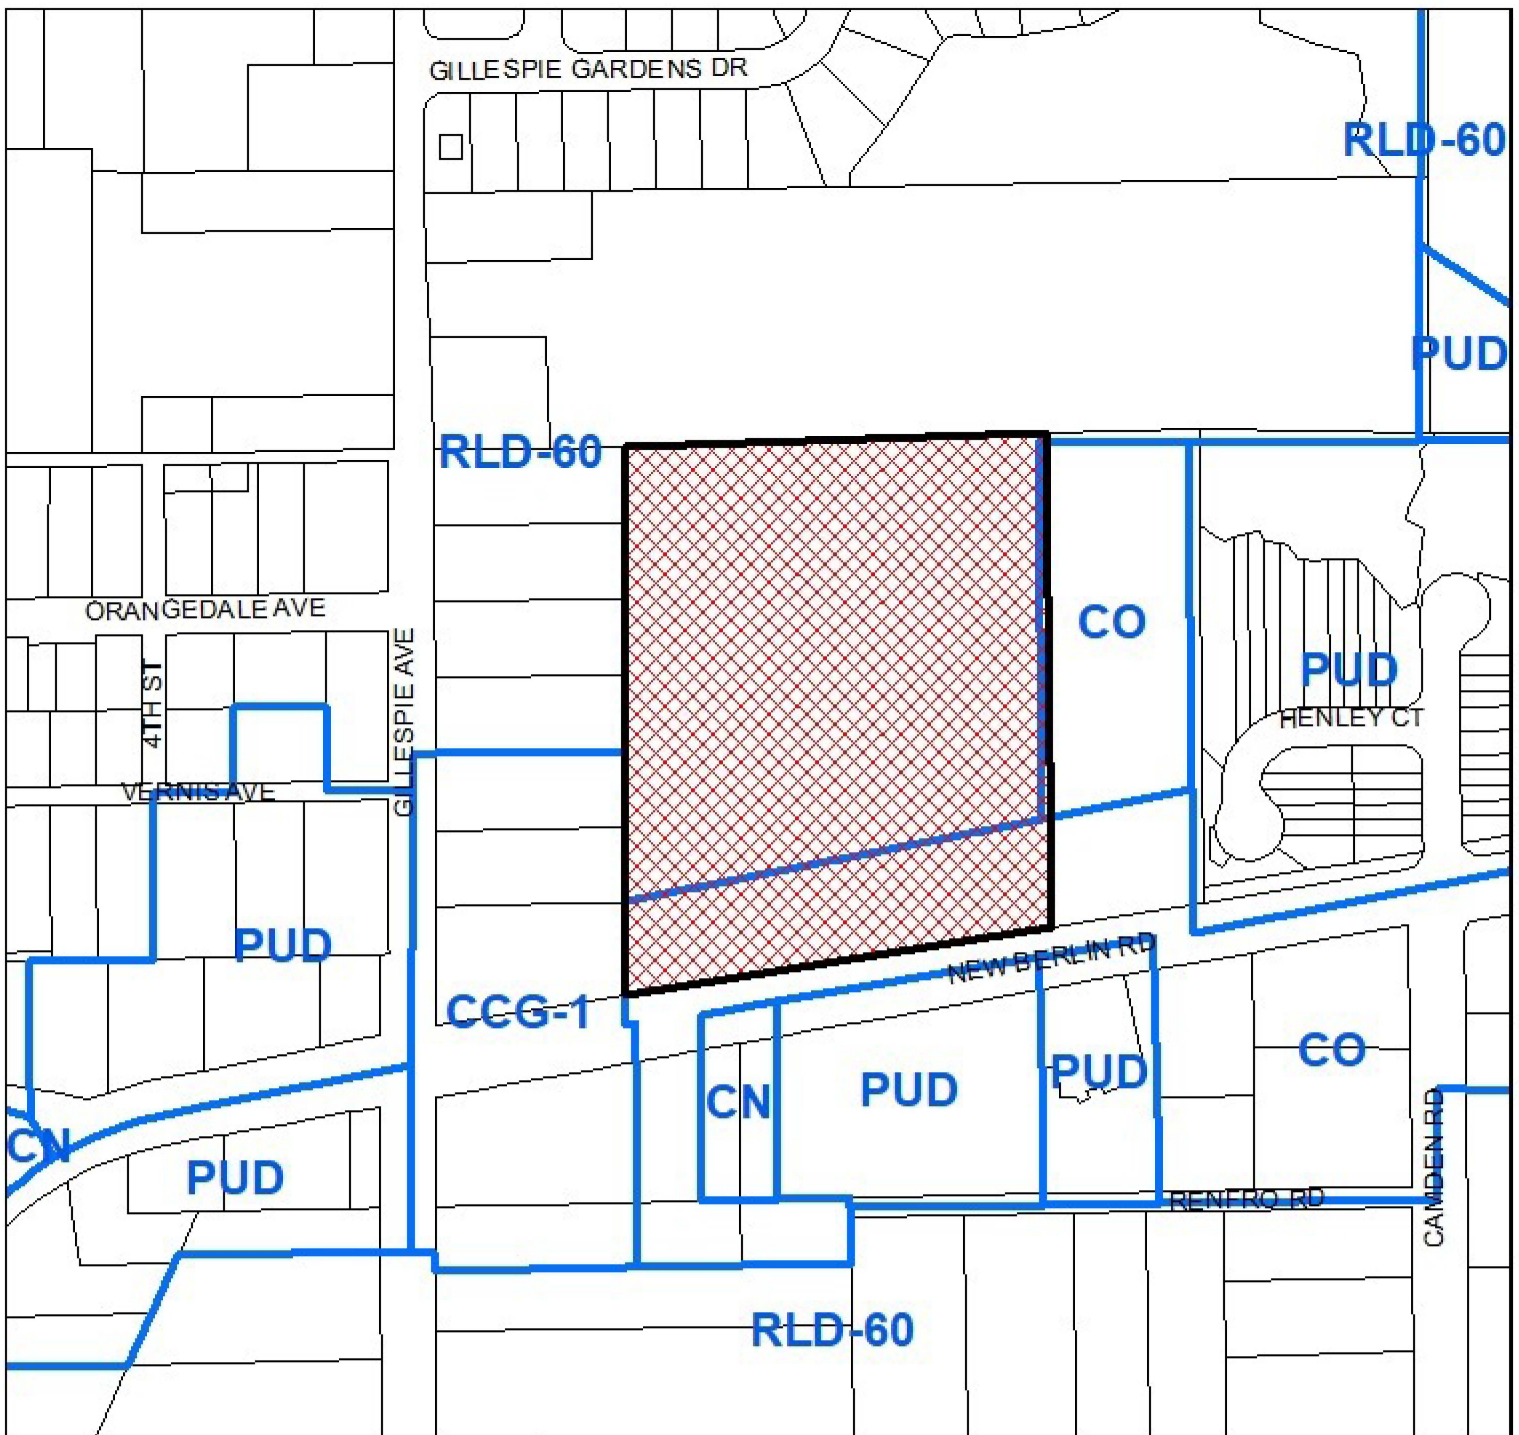 GILLESPIE GARDENS DR
RLD-60
PUD
RLD-60
ORANGEDALE AVE
CO
PUD
4TH ST
GILLESPIE AVE
HENLEY CT
VERNIS AVE
PUD
NEW BERLIN RD
CCG-1
CO
PUD
PUD
CN
CN
PUD
CAMDEN RD
RENFRO RD
RLD-60